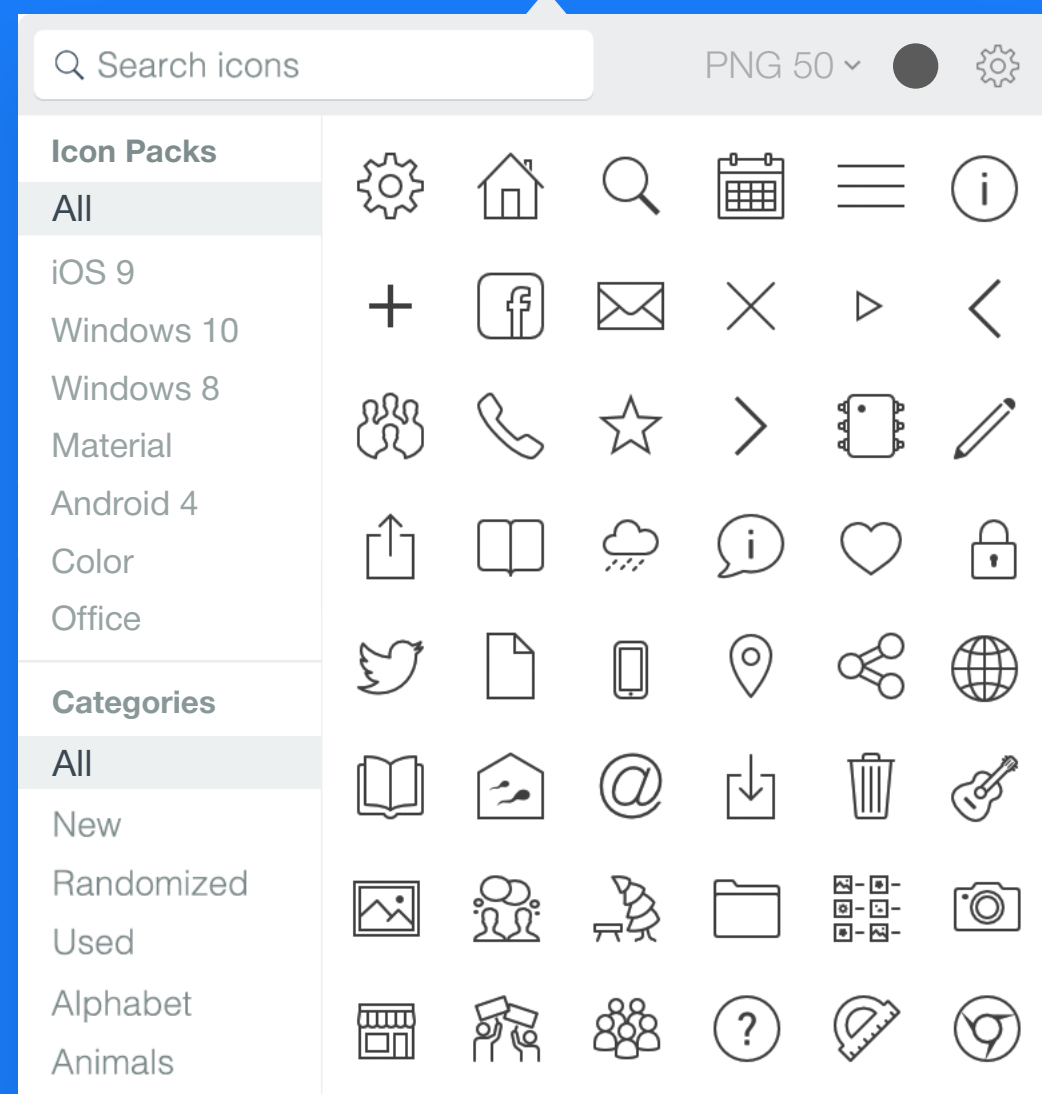 Search icons
PNG 50
Icon Packs
All
iOS 9
Windows 10
Windows 8
Material
Android 4
Color
Office
Categories
All
New
Randomized
Used
Alphabet
Animals